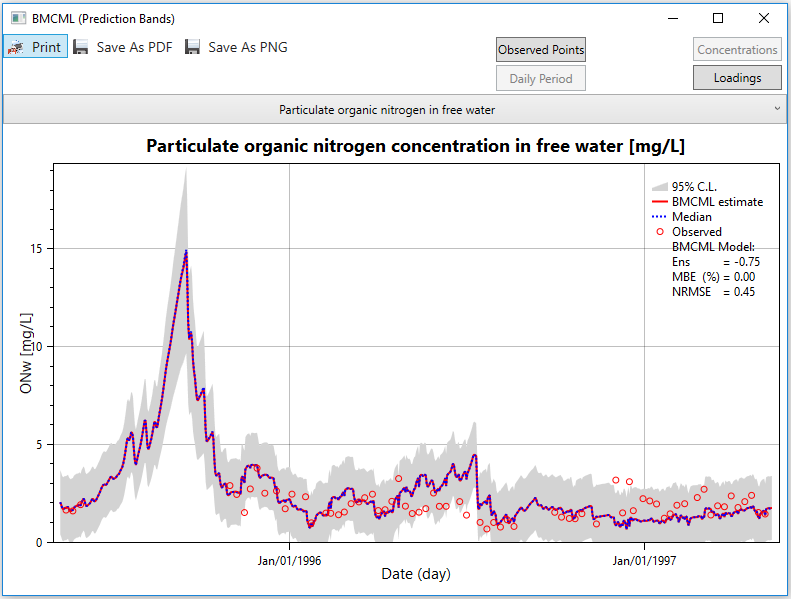 BMCML (Prediction Bands)
Print Save As PDF Save As PNG
Observed Points
Concentrations
Daily Period
Loadings
Particulate organic nitrogen in free water
Particulate organic nitrogen concentration in free water [mg/L]
95% C.L.
BMCML estimate
Median
Observed
BMCML Model:
Ens = -0.75
MBE (%) = 0.00
NRMSE = 0.45
ONw [mg/L]
15
10
5
0
Jan/01/1996
Jan/01/1997
Date (day)